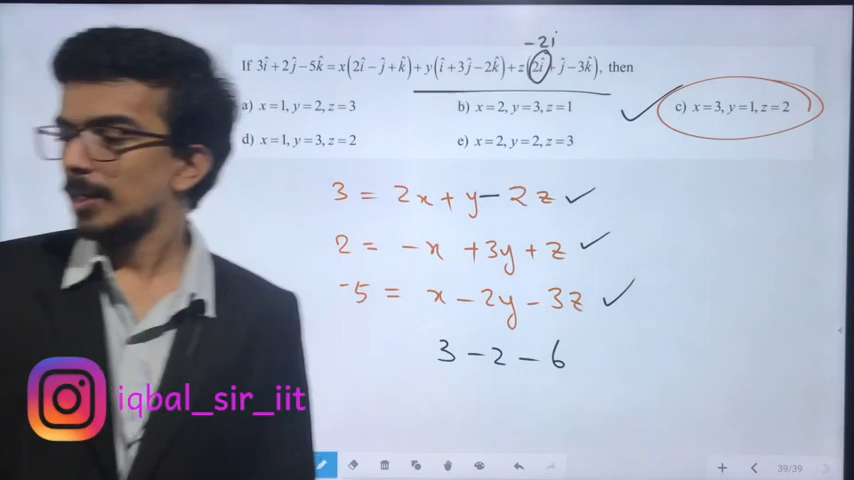 -2i
If 3î+2ĵ-5k̂ = x(2î-ĵ+k̂)+y(î+3ĵ-2k̂)+z(2î+ĵ-3k̂), then
a) x=1, y=2, z=3 b) x=2, y=3, z=1 c) x=3, y=1, z=2
d) x=1, y=3, z=2 e) x=2, y=2, z=3
3 = 2x + y - 2z
2 = -x + 3y + z
-5 = x - 2y - 3z
3 - 2 - 6
iqbal_sir_iit
39/39